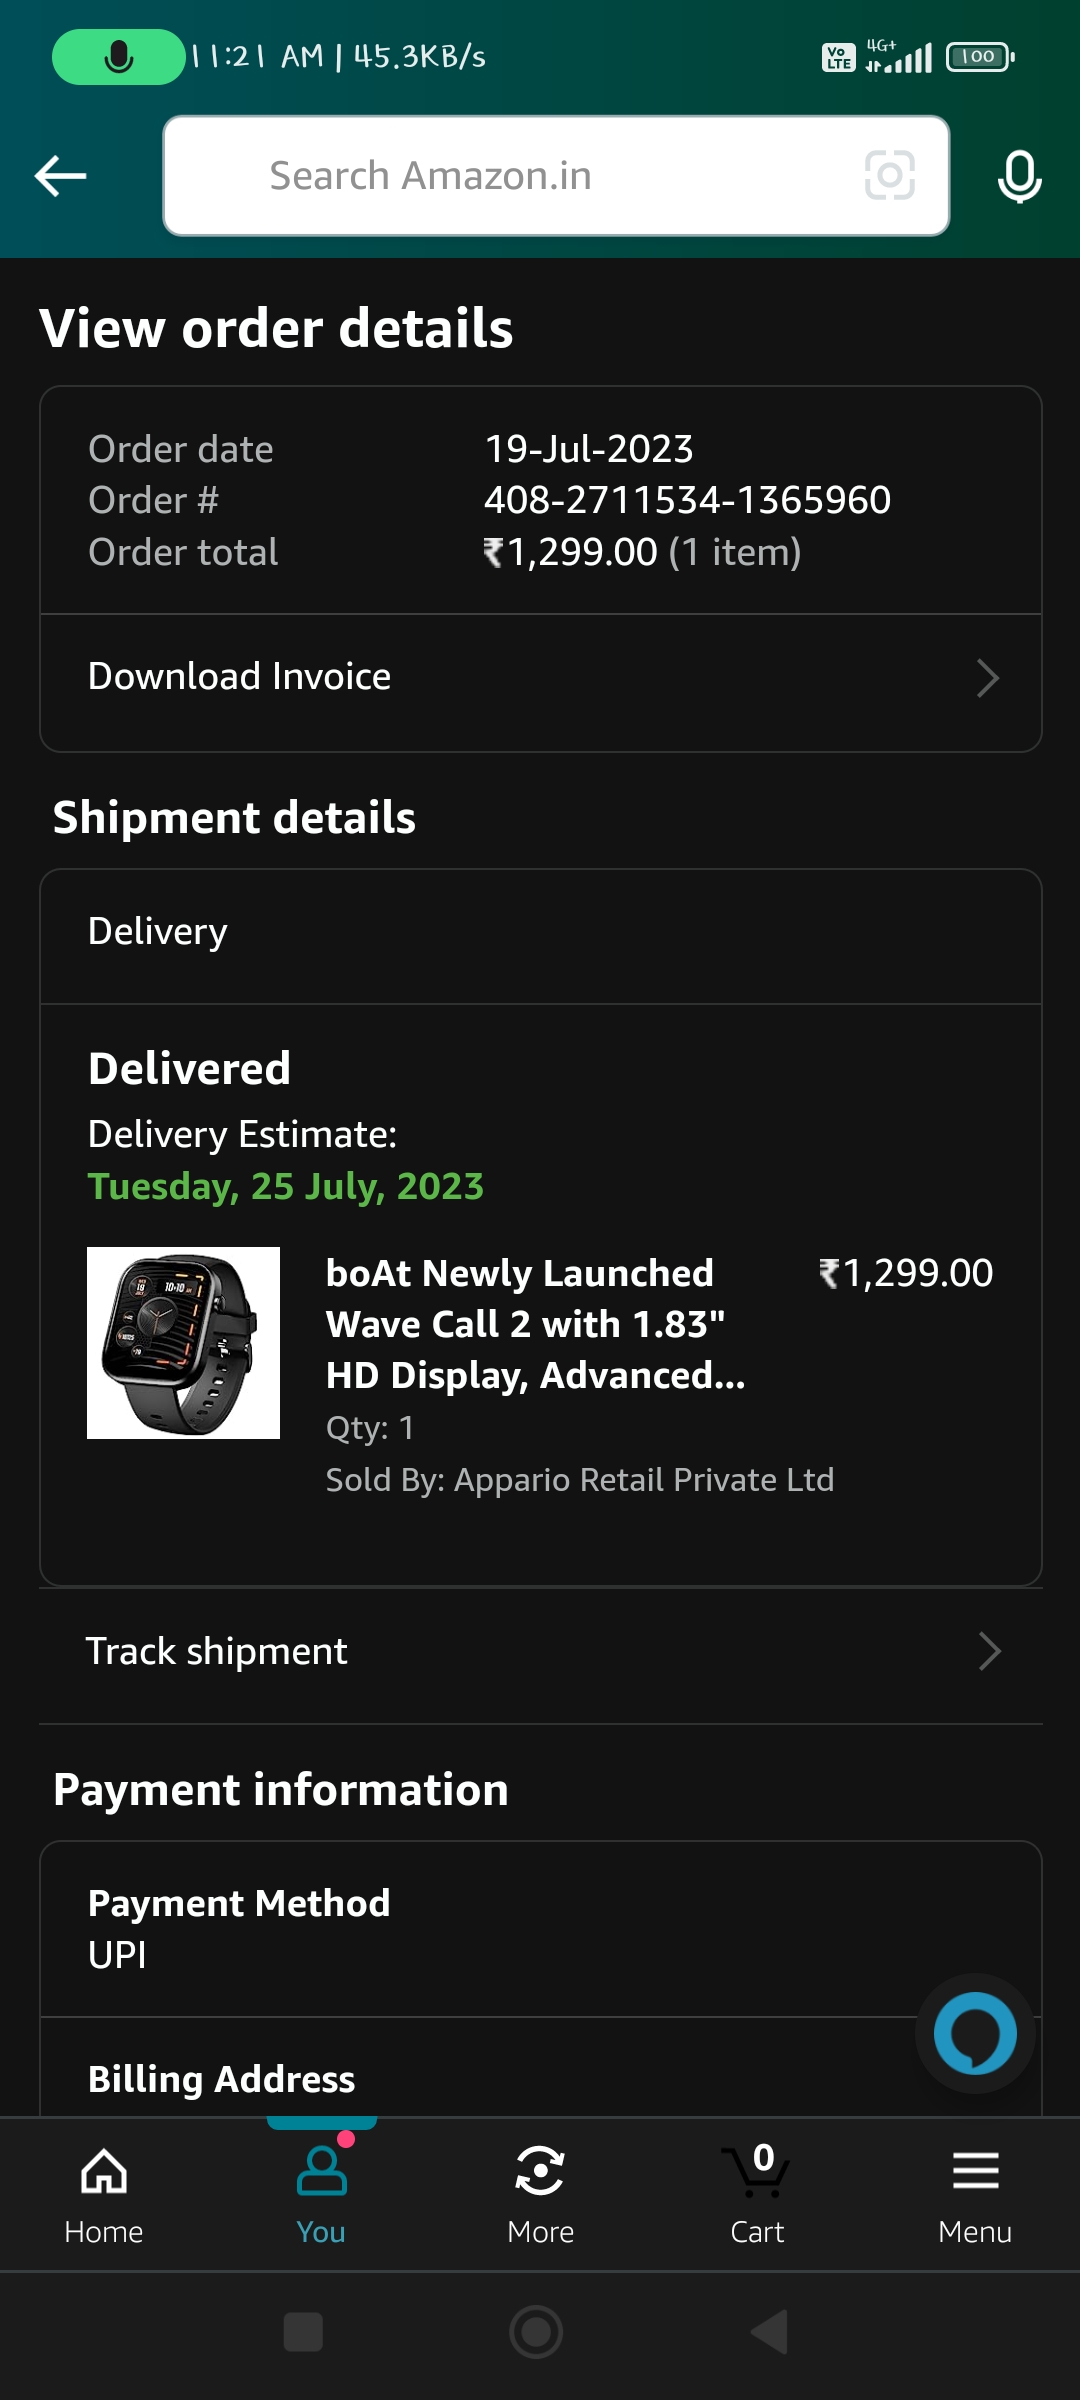 11:21 AM | 45.3KB/s
Vo LTE 4G+ 100
Search Amazon.in
View order details
Order date 19-Jul-2023
Order # 408-2711534-1365960
Order total ₹1,299.00 (1 item)
Download Invoice
Shipment details
Delivery
Delivered
Delivery Estimate:
Tuesday, 25 July, 2023
boAt Newly Launched ₹1,299.00
Wave Call 2 with 1.83"
HD Display, Advanced...
Qty: 1
Sold By: Appario Retail Private Ltd
Track shipment
Payment information
Payment Method
UPI
Billing Address
0
Home You More Cart Menu